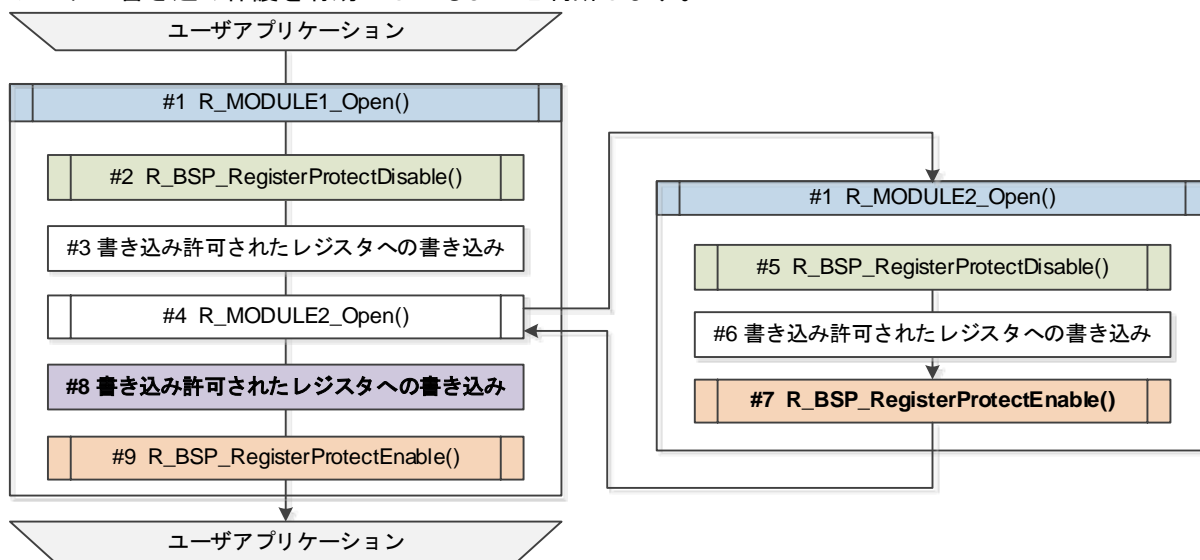 ユーザアプリケーション
#1 R_MODULE1_Open()
#2 R_BSP_RegisterProtectDisable()
#3 書き込み許可されたレジスタへの書き込み
#4 R_MODULE2_Open()
#8 書き込み許可されたレジスタへの書き込み
#9 R_BSP_RegisterProtectEnable()
ユーザアプリケーション
#1 R_MODULE2_Open()
#5 R_BSP_RegisterProtectDisable()
#6 書き込み許可されたレジスタへの書き込み
#7 R_BSP_RegisterProtectEnable()